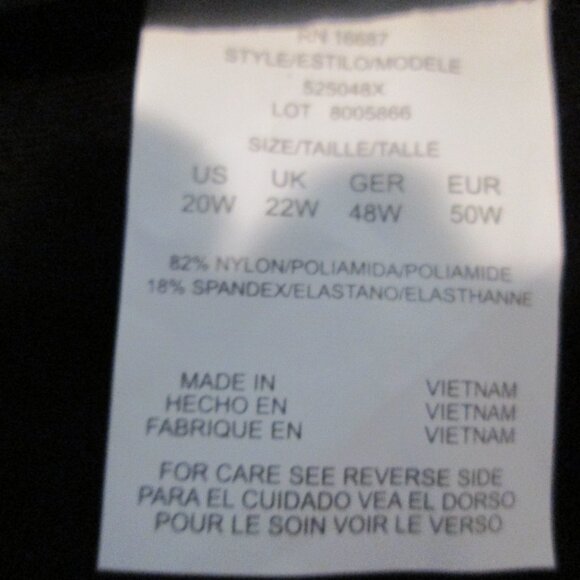 RN 16687
STYLE/ESTILO/MODELE
525048X
LOT 8005866
SIZE/TAILLE/TALLE
US UK GER EUR
20W 22W 48W 50W
82% NYLON/POLIAMIDA/POLIAMIDE
18% SPANDEX/ELASTANO/ELASTHANNE
MADE IN VIETNAM
HECHO EN VIETNAM
FABRIQUE EN VIETNAM
FOR CARE SEE REVERSE SIDE
PARA EL CUIDADO VEA EL DORSO
POUR LE SOIN VOIR LE VERSO